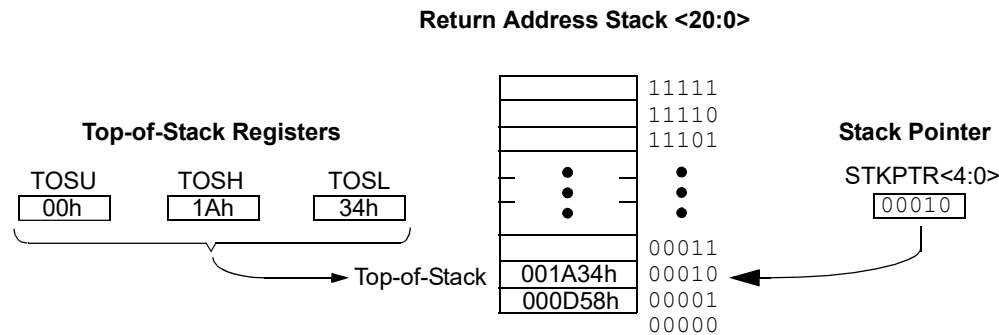 Return Address Stack <20:0>
11111
11110
11101
Top-of-Stack Registers
Stack Pointer
TOSU TOSH TOSL
STKPTR<4:0>
00h 1Ah 34h
00010
00011
Top-of-Stack 001A34h 00010
000D58h 00001
00000